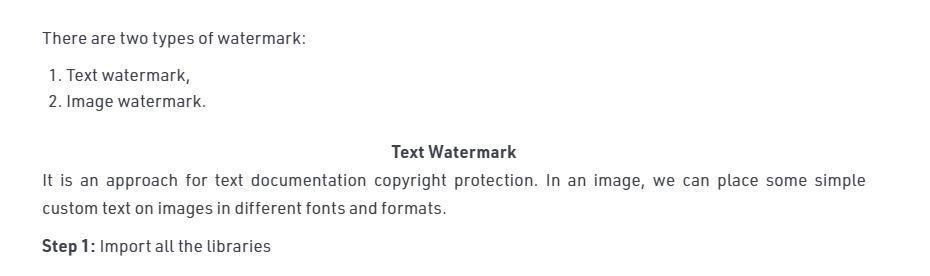 There are two types of watermark:
1. Text watermark,
2. Image watermark.
Text Watermark
It is an approach for text documentation copyright protection. In an image, we can place some simple
custom text on images in different fonts and formats.
Step 1: Import all the libraries